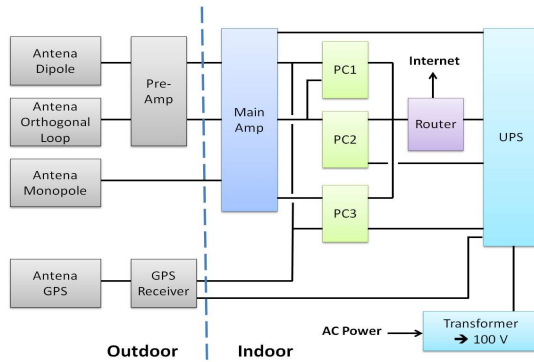 Antena
Dipole
Antena
Orthogonal
Loop
Antena
Monopole
Antena
GPS
Pre-
Amp
GPS
Receiver
Main
Amp
PC1
PC2
PC3
Internet
Router
UPS
AC Power
Transformer
➔ 100 V
Outdoor
Indoor